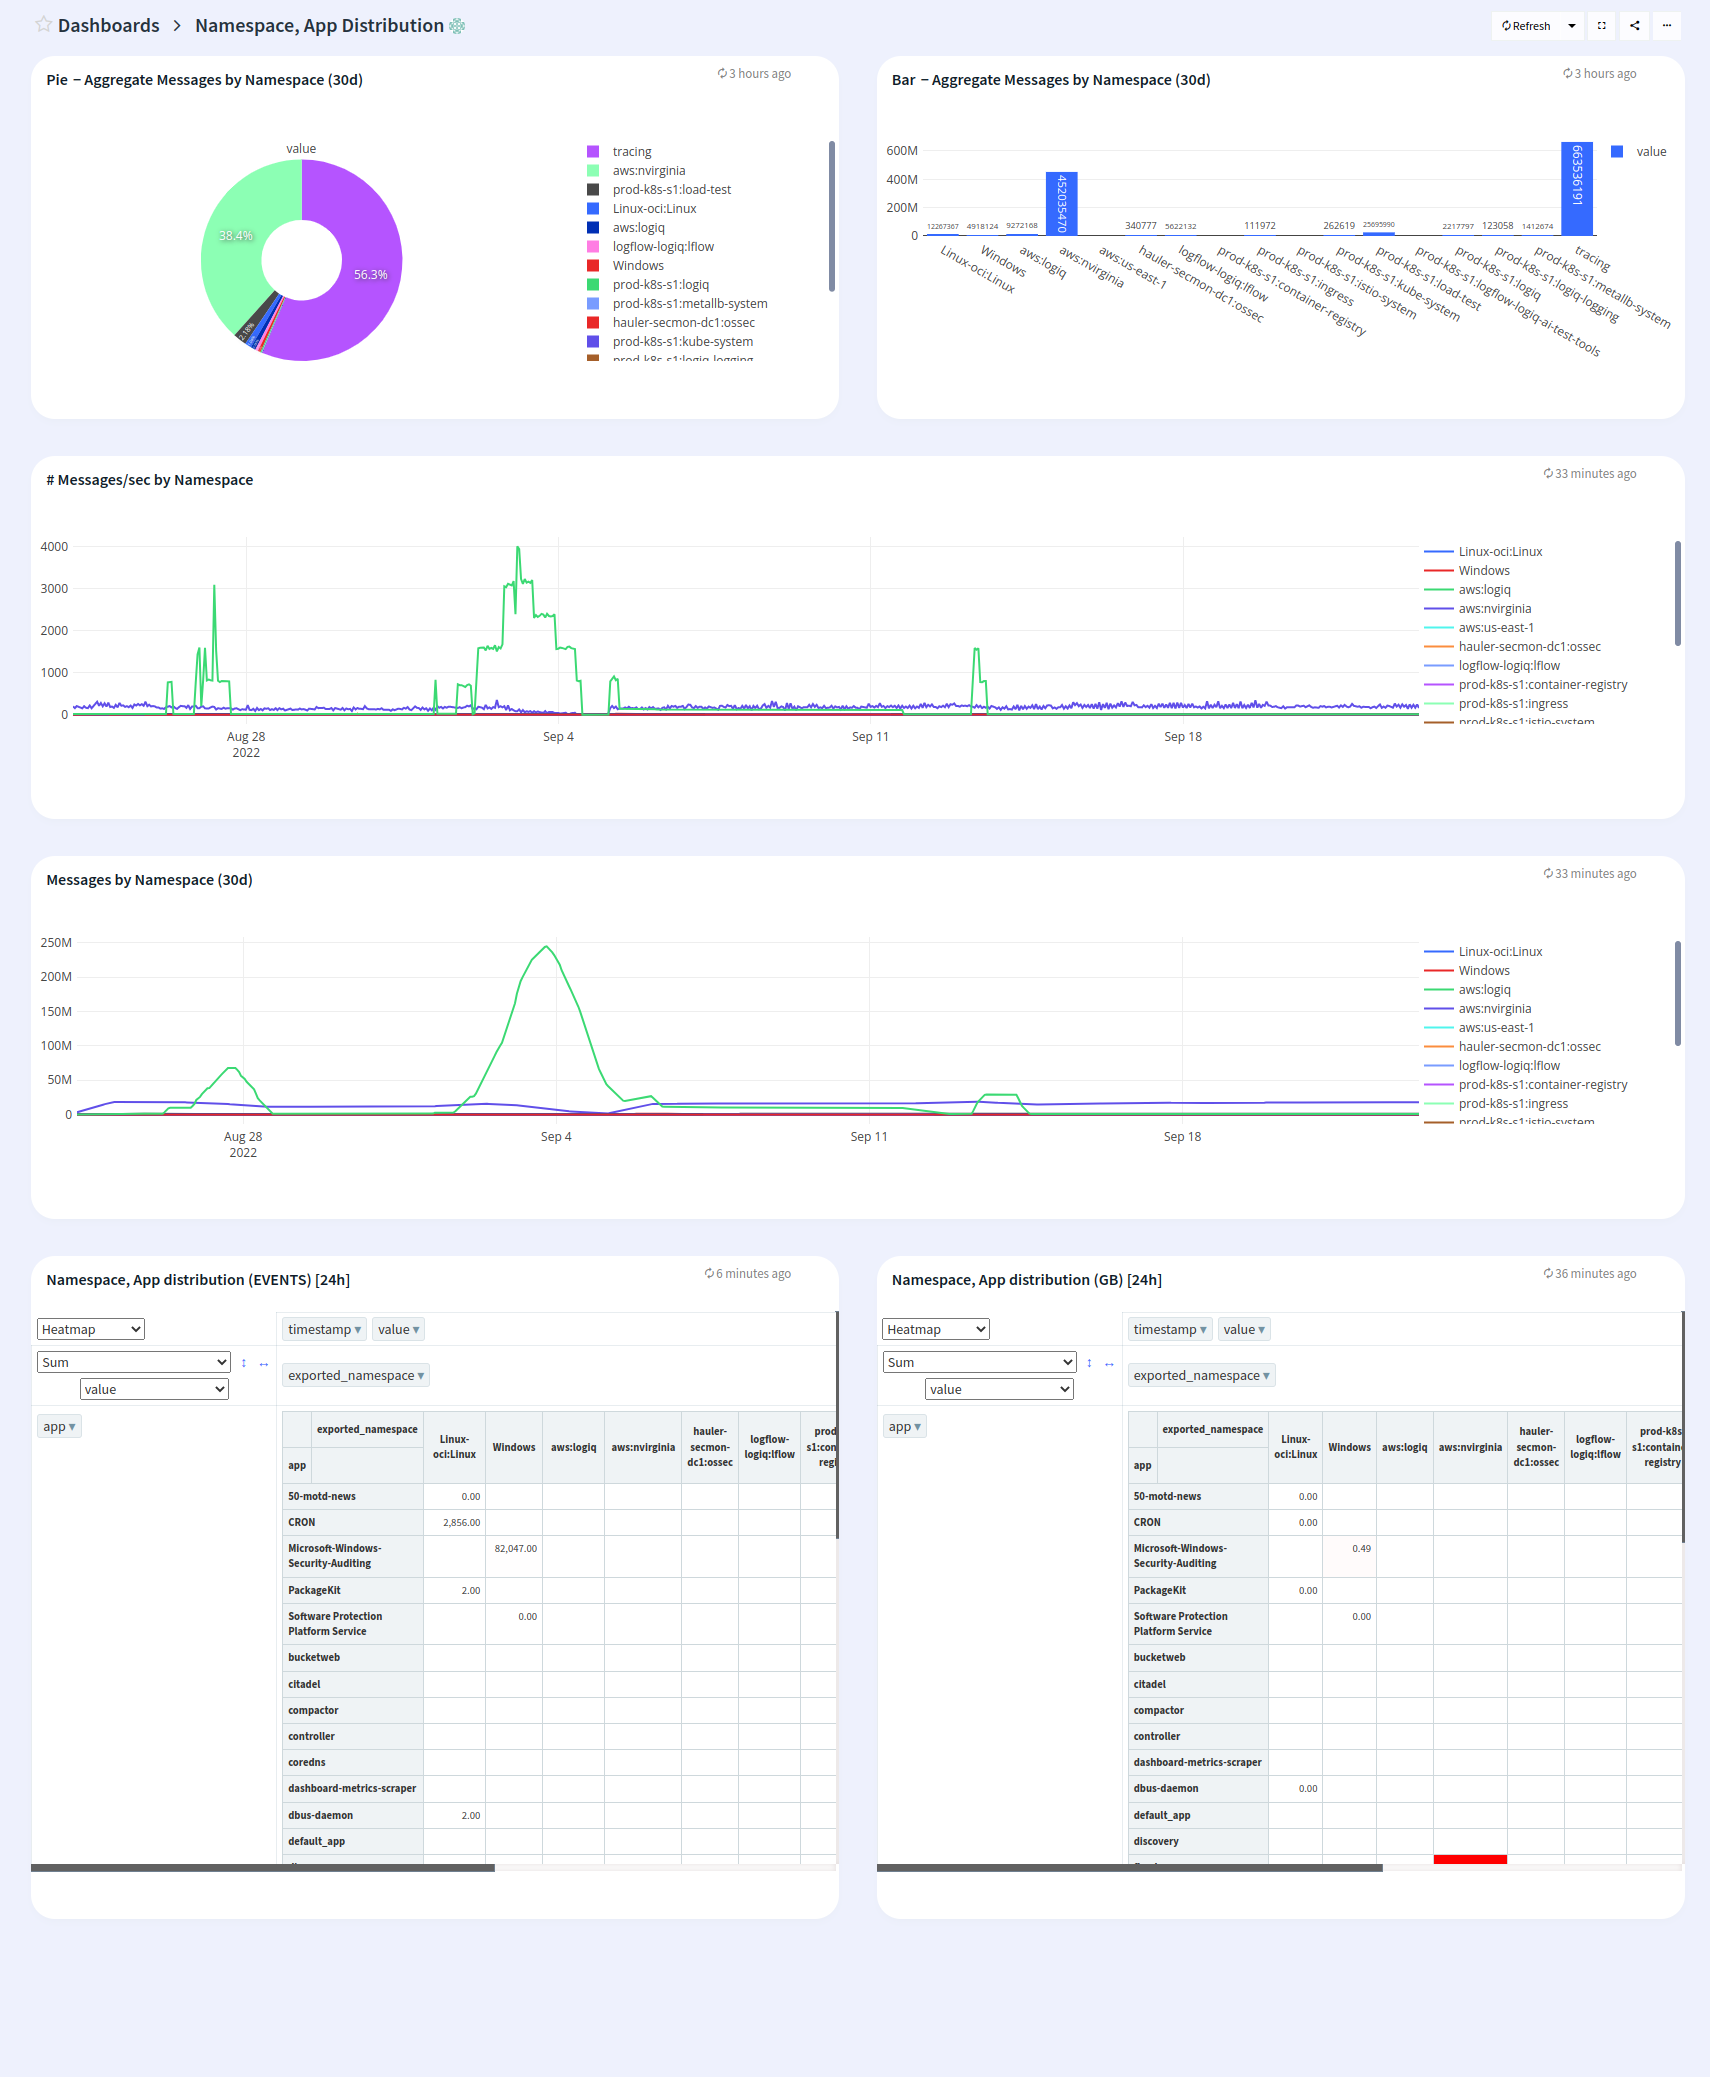 Dashboards > Namespace, App Distribution
Refresh
Pie – Aggregate Messages by Namespace (30d)
3 hours ago
value
38.4%
56.3%
2.18%
tracing
aws:nvirginia
prod-k8s-s1:load-test
Linux-oci:Linux
aws:logiq
logflow-logiq:lflow
Windows
prod-k8s-s1:logiq
prod-k8s-s1:metallb-system
hauler-secmon-dc1:ossec
prod-k8s-s1:kube-system
prod-k8s-s1:logiq-logging
Bar – Aggregate Messages by Namespace (30d)
3 hours ago
600M
400M
200M
0
12267367
4918124
9272168
452035470
340777
5622132
111972
262619
25695990
2217797
123058
1412674
663536191
value
Linux-oci:Linux
Windows
aws:logiq
aws:nvirginia
aws:us-east-1
hauler-secmon-dc1:ossec
logflow-logiq:lflow
prod-k8s-s1:container-registry
prod-k8s-s1:ingress
prod-k8s-s1:istio-system
prod-k8s-s1:kube-system
prod-k8s-s1:load-test
prod-k8s-s1:logflow-logiq-ai-test-tools
prod-k8s-s1:logiq
prod-k8s-s1:logiq-logging
prod-k8s-s1:metallb-system
tracing
# Messages/sec by Namespace
33 minutes ago
4000
3000
2000
1000
0
Aug 28
2022
Sep 4
Sep 11
Sep 18
Linux-oci:Linux
Windows
aws:logiq
aws:nvirginia
aws:us-east-1
hauler-secmon-dc1:ossec
logflow-logiq:lflow
prod-k8s-s1:container-registry
prod-k8s-s1:ingress
prod-k8s-s1:istio-system
Messages by Namespace (30d)
33 minutes ago
250M
200M
150M
100M
50M
0
Aug 28
2022
Sep 4
Sep 11
Sep 18
Linux-oci:Linux
Windows
aws:logiq
aws:nvirginia
aws:us-east-1
hauler-secmon-dc1:ossec
logflow-logiq:lflow
prod-k8s-s1:container-registry
prod-k8s-s1:ingress
prod-k8s-s1:istio-system
Namespace, App distribution (EVENTS) [24h]
6 minutes ago
Heatmap
timestamp ▾ value ▾
Sum ↕ ↔
value
exported_namespace ▾
app ▾
exported_namespace
app
Linux-oci:Linux
Windows
aws:logiq
aws:nvirginia
hauler-secmon-dc1:ossec
logflow-logiq:lflow
prod
s1:con
regi
50-motd-news 0.00
CRON 2,856.00
Microsoft-Windows-Security-Auditing 82,047.00
PackageKit 2.00
Software Protection Platform Service 0.00
bucketweb
citadel
compactor
controller
coredns
dashboard-metrics-scraper
dbus-daemon 2.00
default_app
Namespace, App distribution (GB) [24h]
36 minutes ago
Heatmap
timestamp ▾ value ▾
Sum ↕ ↔
value
exported_namespace ▾
app ▾
exported_namespace
app
Linux-oci:Linux
Windows
aws:logiq
aws:nvirginia
hauler-secmon-dc1:ossec
logflow-logiq:lflow
prod-k8s
s1:contain
registry
50-motd-news 0.00
CRON 0.00
Microsoft-Windows-Security-Auditing 0.49
PackageKit 0.00
Software Protection Platform Service 0.00
bucketweb
citadel
compactor
controller
dashboard-metrics-scraper
dbus-daemon 0.00
default_app
discovery